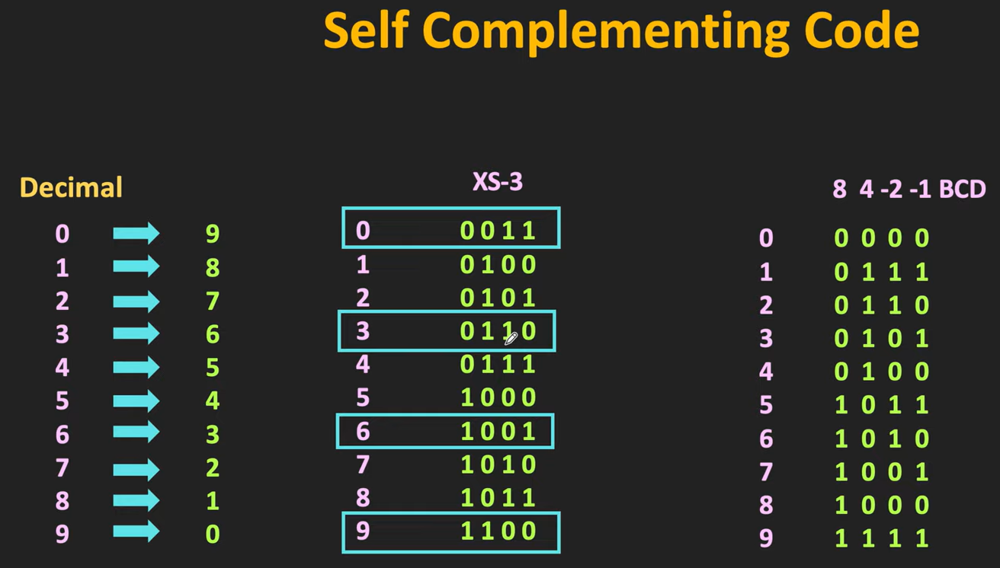 Self Complementing Code
Decimal XS-3 8 4 -2 -1 BCD
0 9 0 0 0 1 1 0 0 0 0 0
1 8 1 0 1 0 0 1 0 1 1 1
2 7 2 0 1 0 1 2 0 1 1 0
3 6 3 0 1 1 0 3 0 1 0 1
4 5 4 0 1 1 1 4 0 1 0 0
5 4 5 1 0 0 0 5 1 0 1 1
6 3 6 1 0 0 1 6 1 0 1 0
7 2 7 1 0 1 0 7 1 0 0 1
8 1 8 1 0 1 1 8 1 0 0 0
9 0 9 1 1 0 0 9 1 1 1 1